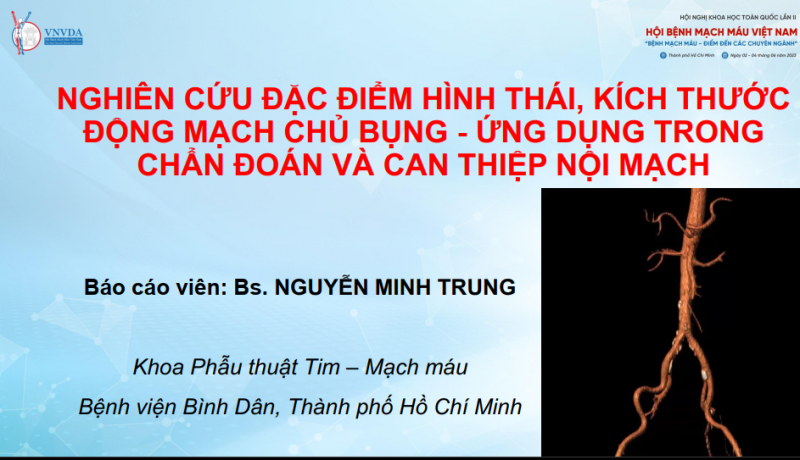 VNVDA
HỘI NGHỊ KHOA HỌC TOÀN QUỐC LẦN II
HỘI BỆNH MẠCH MÁU VIỆT NAM
"BỆNH MẠCH MÁU - ĐIỂM ĐẾN CÁC CHUYÊN NGÀNH"
Thành phố Hồ Chí Minh Ngày 02 - 04 tháng 06 năm 2023
NGHIÊN CỨU ĐẶC ĐIỂM HÌNH THÁI, KÍCH THƯỚC
ĐỘNG MẠCH CHỦ BỤNG - ỨNG DỤNG TRONG
CHẨN ĐOÁN VÀ CAN THIỆP NỘI MẠCH
Báo cáo viên: Bs. NGUYỄN MINH TRUNG
Khoa Phẫu thuật Tim – Mạch máu
Bệnh viện Bình Dân, Thành phố Hồ Chí Minh